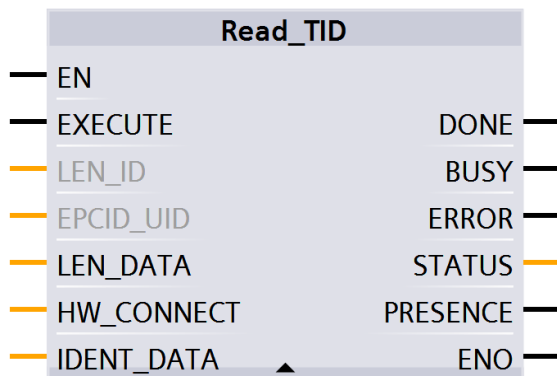 Read_TID
EN
EXECUTE DONE
LEN_ID BUSY
EPCID_UID ERROR
LEN_DATA STATUS
HW_CONNECT PRESENCE
IDENT_DATA ENO